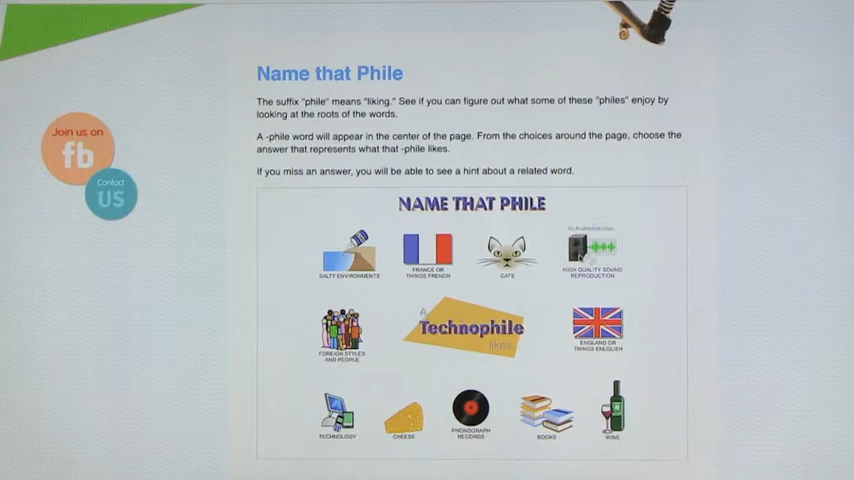 Name that Phile
The suffix "phile" means "liking." See if you can figure out what some of these "philes" enjoy by
looking at the roots of the words.
A -phile word will appear in the center of the page. From the choices around the page, choose the
answer that represents what that -phile likes.
If you miss an answer, you will be able to see a hint about a related word.
Join us on
fb
Contact
US
NAME THAT PHILE
SALTY ENVIRONMENTS
FRANCE OR
THINGS FRENCH
CATS
HIGH QUALITY SOUND
REPRODUCTION
FOREIGN STYLES
AND PEOPLE
A
Technophile
likes...
ENGLAND OR
THINGS ENGLISH
TECHNOLOGY
CHEESE
PHONOGRAPH
RECORDS
BOOKS
WINE